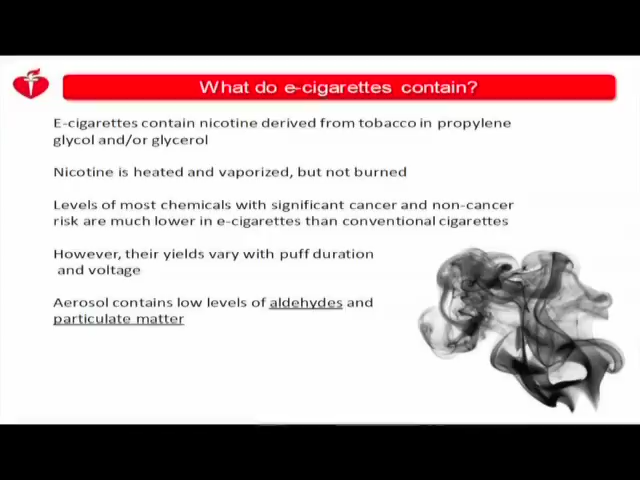 What do e-cigarettes contain?
E-cigarettes contain nicotine derived from tobacco in propylene
glycol and/or glycerol
Nicotine is heated and vaporized, but not burned
Levels of most chemicals with significant cancer and non-cancer
risk are much lower in e-cigarettes than conventional cigarettes
However, their yields vary with puff duration
and voltage
Aerosol contains low levels of aldehydes and
particulate matter